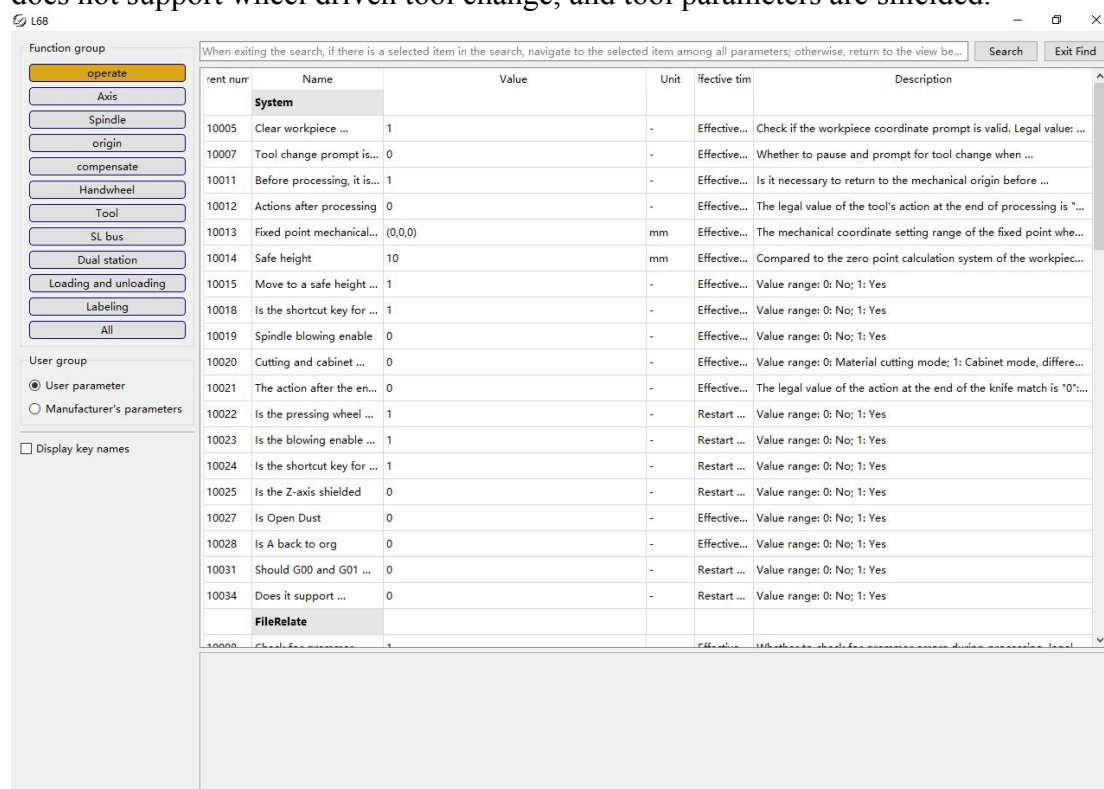 does not support wheel driven tool change, and tool parameters are shielded.
L68
Function group
operate
Axis
Spindle
origin
compensate
Handwheel
Tool
SL bus
Dual station
Loading and unloading
Labeling
All
User group
User parameter
Manufacturer's parameters
Display key names
When exiting the search, if there is a selected item in the search, navigate to the selected item among all parameters; otherwise, return to the view be... Search Exit Find
rent num Name Value Unit ffective tim Description
System
10005 Clear workpiece ... 1 - Effective... Check if the workpiece coordinate prompt is valid. Legal value: ...
10007 Tool change prompt is... 0 - Effective... Whether to pause and prompt for tool change when ...
10011 Before processing, it is... 1 - Effective... Is it necessary to return to the mechanical origin before ...
10012 Actions after processing 0 - Effective... The legal value of the tool's action at the end of processing is "...
10013 Fixed point mechanical... (0,0,0) mm Effective... The mechanical coordinate setting range of the fixed point whe...
10014 Safe height 10 mm Effective... Compared to the zero point calculation system of the workpiec...
10015 Move to a safe height ... 1 - Effective... Value range: 0: No; 1: Yes
10018 Is the shortcut key for ... 1 - Effective... Value range: 0: No; 1: Yes
10019 Spindle blowing enable 0 - Effective... Value range: 0: No; 1: Yes
10020 Cutting and cabinet ... 0 - Effective... Value range: 0: Material cutting mode; 1: Cabinet mode, differe...
10021 The action after the en... 0 - Effective... The legal value of the action at the end of the knife match is "0":...
10022 Is the pressing wheel ... 1 - Restart ... Value range: 0: No; 1: Yes
10023 Is the blowing enable ... 1 - Restart ... Value range: 0: No; 1: Yes
10024 Is the shortcut key for ... 1 - Restart ... Value range: 0: No; 1: Yes
10025 Is the Z-axis shielded 0 - Restart ... Value range: 0: No; 1: Yes
10027 Is Open Dust 0 - Effective... Value range: 0: No; 1: Yes
10028 Is A back to org 0 - Effective... Value range: 0: No; 1: Yes
10031 Should G00 and G01 ... 0 - Restart ... Value range: 0: No; 1: Yes
10034 Does it support ... 0 - Restart ... Value range: 0: No; 1: Yes
FileRelate